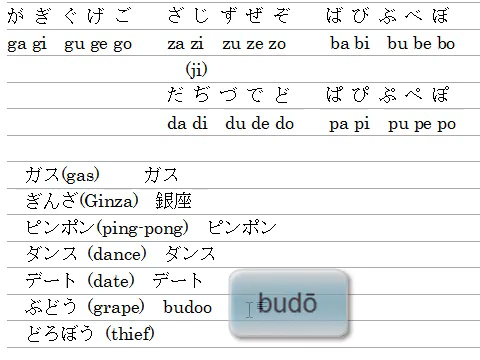 がぎぐげご ざじずぜぞ ばびぶべぼ
ga gi gu ge go za zi zu ze zo ba bi bu be bo
(ji)
だぢづでど ぱぴぷぺぽ
da di du de do pa pi pu pe po
ガス(gas) ガス
ぎんざ(Ginza) 銀座
ピンポン(ping-pong) ピンポン
ダンス (dance) ダンス
デート (date) デート
ぶどう (grape) budoo budō
どろぼう (thief)